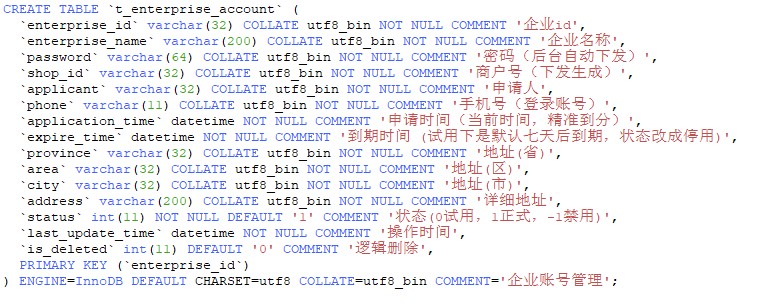 CREATE TABLE `t_enterprise_account` (
`enterprise_id` varchar(32) COLLATE utf8_bin NOT NULL COMMENT '企业id',
`enterprise_name` varchar(200) COLLATE utf8_bin NOT NULL COMMENT '企业名称',
`password` varchar(64) COLLATE utf8_bin NOT NULL COMMENT '密码（后台自动下发）',
`shop_id` varchar(32) COLLATE utf8_bin NOT NULL COMMENT '商户号（下发生成）',
`applicant` varchar(32) COLLATE utf8_bin NOT NULL COMMENT '申请人',
`phone` varchar(11) COLLATE utf8_bin NOT NULL COMMENT '手机号（登录账号）',
`application_time` datetime NOT NULL COMMENT '申请时间（当前时间，精准到分）',
`expire_time` datetime NOT NULL COMMENT '到期时间 (试用下是默认七天后到期，状态改成停用)',
`province` varchar(32) COLLATE utf8_bin NOT NULL COMMENT '地址(省)',
`area` varchar(32) COLLATE utf8_bin NOT NULL COMMENT '地址(区)',
`city` varchar(32) COLLATE utf8_bin NOT NULL COMMENT '地址(市)',
`address` varchar(200) COLLATE utf8_bin NOT NULL COMMENT '详细地址',
`status` int(11) NOT NULL DEFAULT '1' COMMENT '状态(0试用，1正式，-1禁用)',
`last_update_time` datetime NOT NULL COMMENT '操作时间',
`is_deleted` int(11) DEFAULT '0' COMMENT '逻辑删除',
PRIMARY KEY (`enterprise_id`)
) ENGINE=InnoDB DEFAULT CHARSET=utf8 COLLATE=utf8_bin COMMENT='企业账号管理';